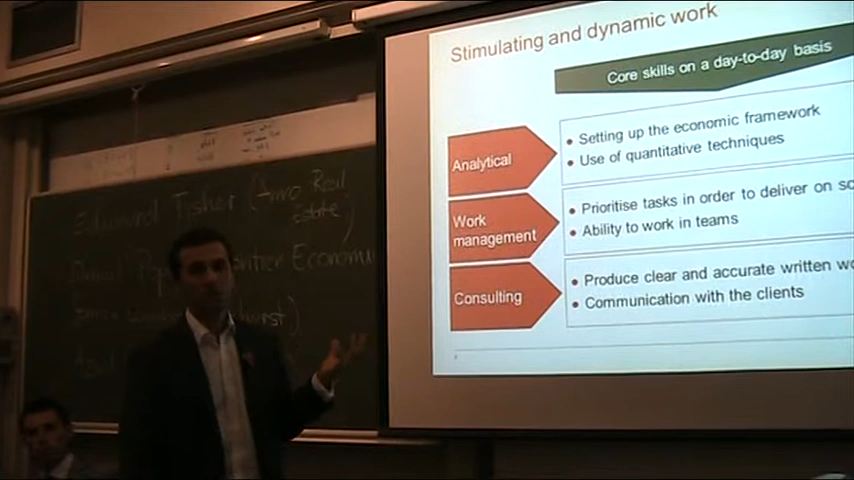 Stimulating and dynamic work
Core skills on a day-to-day basis
Analytical
• Setting up the economic framework
• Use of quantitative techniques
Work
management
• Prioritise tasks in order to deliver on
• Ability to work in teams
Consulting
• Produce clear and accurate written
• Communication with the clients
Edward Tisher (
Real
Estate)
Economi